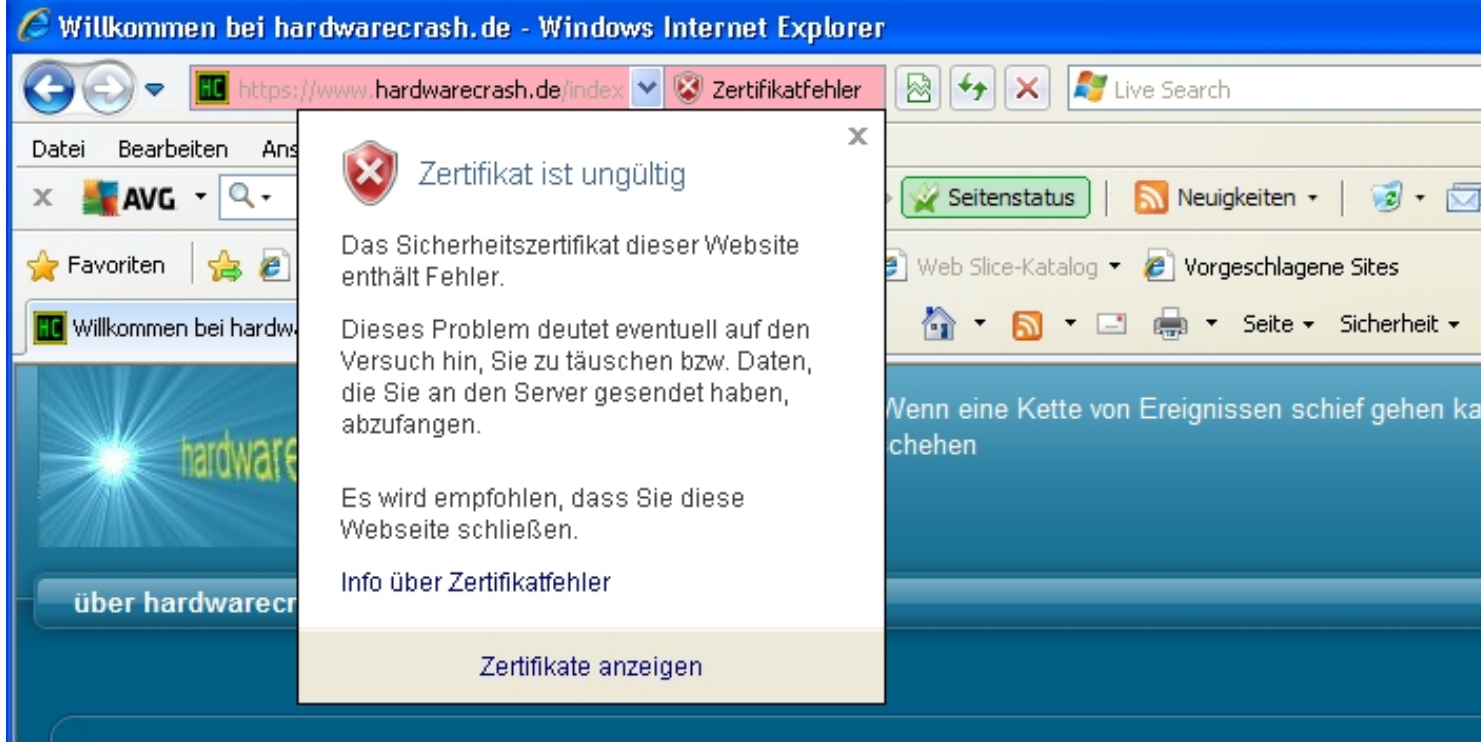 Willkommen bei hardwarecrash.de - Windows Internet Explorer
HC https://www.hardwarecrash.de/index Zertifikatfehler Live Search
Datei Bearbeiten Ans
x AVG Seitenstatus Neuigkeiten
Favoriten Web Slice-Katalog Vorgeschlagene Sites
HC Willkommen bei hardw Seite Sicherheit
x
Zertifikat ist ungültig
Das Sicherheitszertifikat dieser Website
enthält Fehler.
Dieses Problem deutet eventuell auf den
Versuch hin, Sie zu täuschen bzw. Daten,
die Sie an den Server gesendet haben,
abzufangen.
Es wird empfohlen, dass Sie diese
Webseite schließen.
Info über Zertifikatfehler
Zertifikate anzeigen
hardware
Wenn eine Kette von Ereignissen schief gehen ka
chehen
über hardwarecr